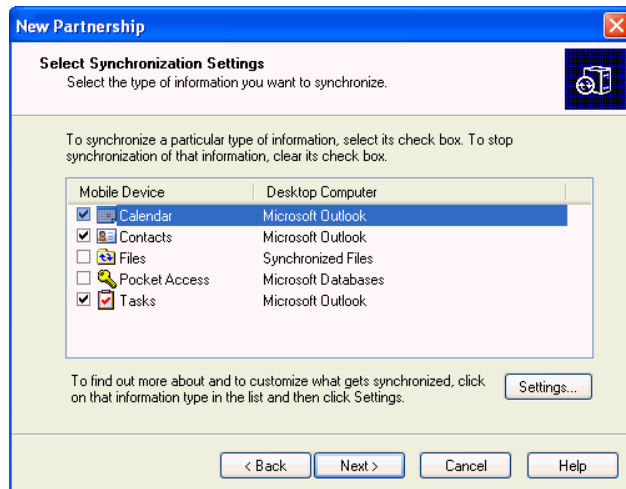 New Partnership
Select Synchronization Settings
Select the type of information you want to synchronize.
To synchronize a particular type of information, select its check box. To stop
synchronization of that information, clear its check box.
Mobile Device Desktop Computer
Calendar Microsoft Outlook
Contacts Microsoft Outlook
Files Synchronized Files
Pocket Access Microsoft Databases
Tasks Microsoft Outlook
To find out more about and to customize what gets synchronized, click
on that information type in the list and then click Settings.
Settings...
< Back Next > Cancel Help